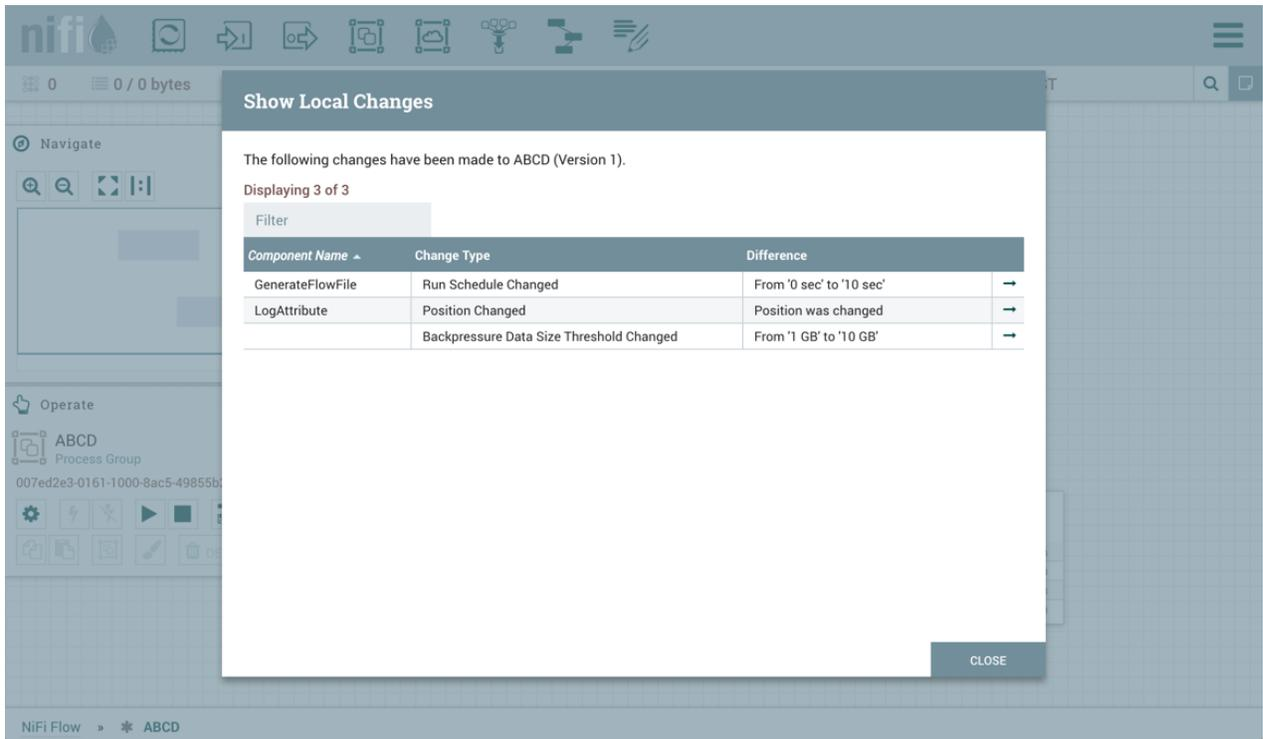 nifi
0 0 / 0 bytes
Show Local Changes
Navigate
The following changes have been made to ABCD (Version 1).
Displaying 3 of 3
Filter
Component Name Change Type Difference
GenerateFlowFile Run Schedule Changed From '0 sec' to '10 sec'
LogAttribute Position Changed Position was changed
Backpressure Data Size Threshold Changed From '1 GB' to '10 GB'
Operate
ABCD
Process Group
007ed2e3-0161-1000-8ac5-49855b
CLOSE
NiFi Flow » ✱ ABCD